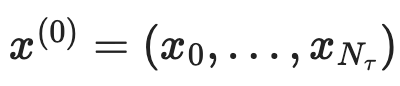 x^{(0)} = (x_0, \ldots, x_{N_\tau})